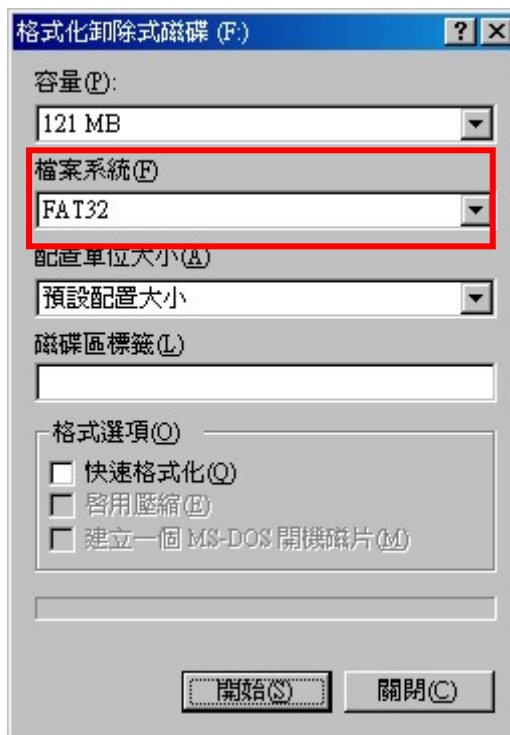 格式化卸除式磁碟 (F:)
容量(P):
121 MB
檔案系統(F)
FAT32
配置單位大小(A)
預設配置大小
磁碟區標籤(L)
格式選項(O)
快速格式化(Q)
啓用壓縮(E)
建立一個 MS-DOS 開機磁片(M)
開始(S)
關閉(C)